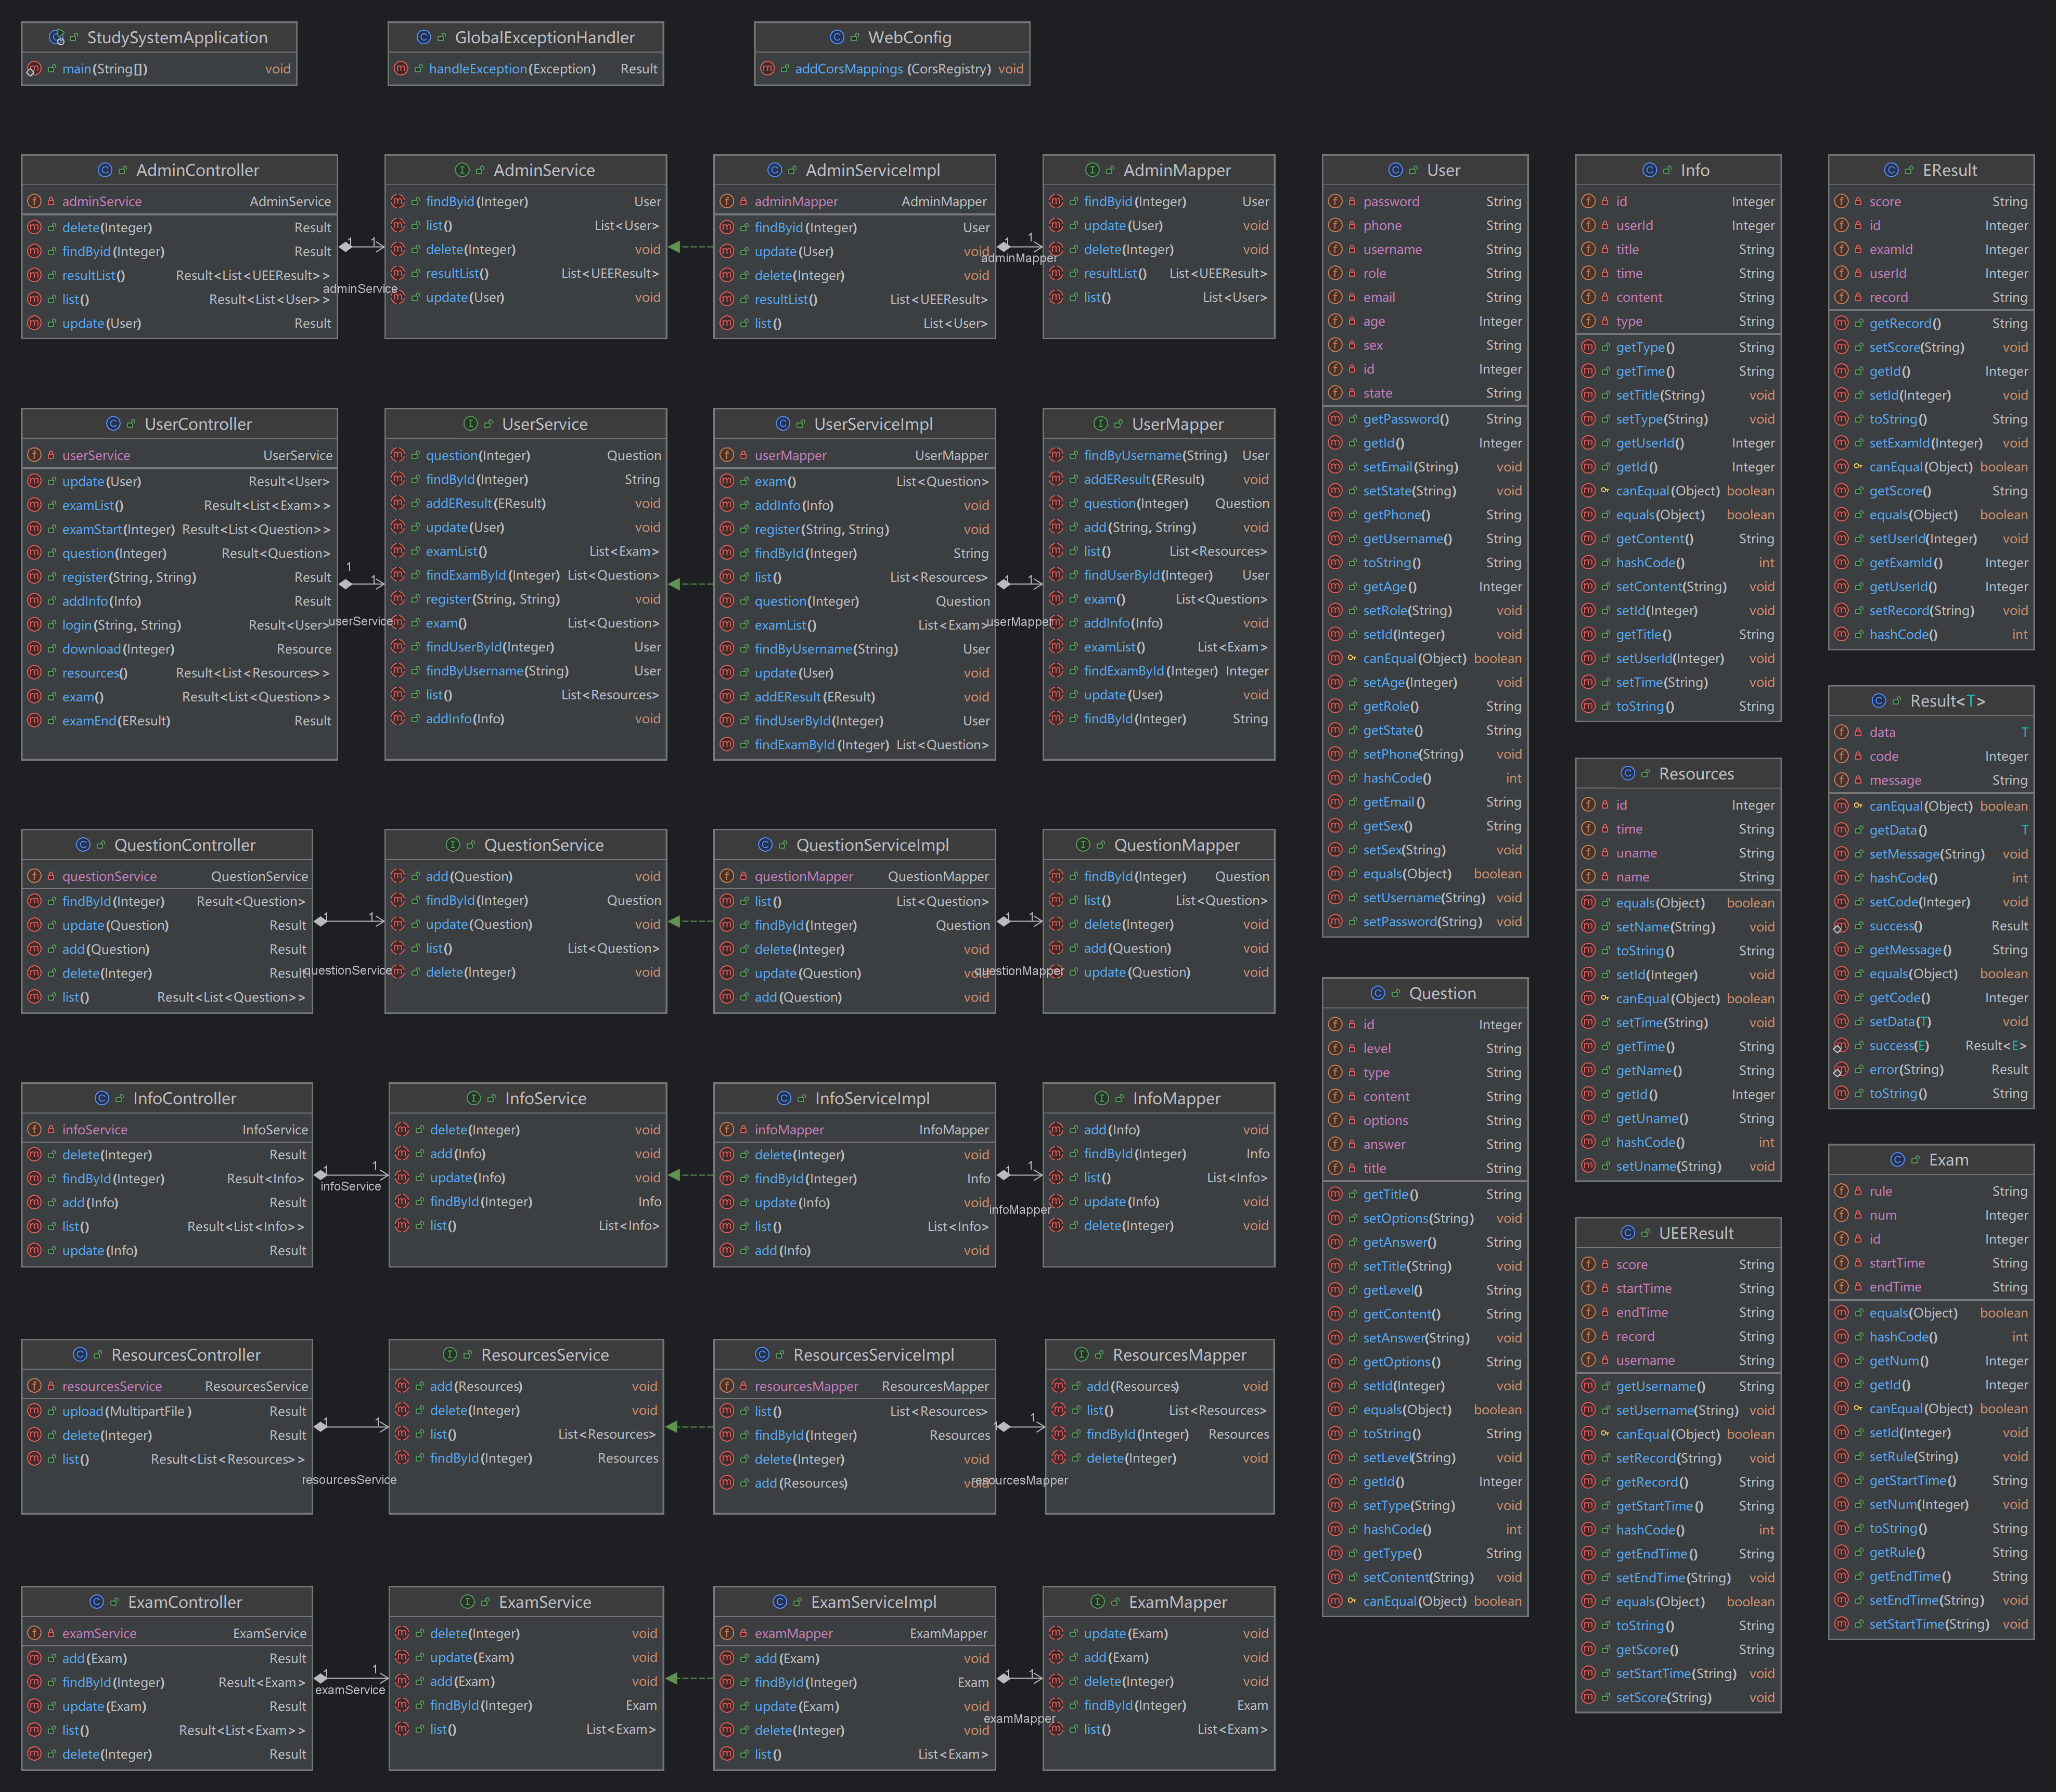 StudySystemApplication
main(String[]) void
GlobalExceptionHandler
handleException(Exception) Result
WebConfig
addCorsMappings (CorsRegistry) void
AdminController
adminService AdminService
delete(Integer) Result
findById(Integer) Result
resultList() Result<List<UEEResult>>
list() Result<List<User>>
update(User) Result
1
1
adminService
AdminService
findByid(Integer) User
list() List<User>
delete(Integer) void
resultList() List<UEEResult>
update(User) void
AdminServiceImpl
adminMapper AdminMapper
findByid(Integer) User
update(User) void
delete(Integer) void
resultList() List<UEEResult>
list() List<User>
1
1
adminMapper
AdminMapper
findByid(Integer) User
update(User) void
delete(Integer) void
resultList() List<UEEResult>
list() List<User>
UserController
userService UserService
update(User) Result<User>
examList() Result<List<Exam>>
examStart(Integer) Result<List<Question>>
question(Integer) Result<Question>
register(String, String) Result
addInfo(Info) Result
login(String, String) Result<User>
download(Integer) Resource
resources() Result<List<Resources>>
exam() Result<List<Question>>
examEnd(EResult) Result
1
1
userService
UserService
question(Integer) Question
findById(Integer) String
addEResult(EResult) void
update(User) void
examList() List<Exam>
findExamById(Integer) List<Question>
register(String, String) void
exam() List<Question>
findUserById(Integer) User
findByUsername(String) User
list() List<Resources>
addInfo(Info) void
UserServiceImpl
userMapper UserMapper
exam() List<Question>
addInfo(Info) void
register(String, String) void
findById(Integer) String
list() List<Resources>
question(Integer) Question
examList() List<Exam>
findByUsername(String) User
update(User) void
addEResult(EResult) void
findUserById(Integer) User
findExamById(Integer) List<Question>
1
1
userMapper
UserMapper
findByUsername(String) User
addEResult(EResult) void
question(Integer) Question
add(String, String) void
list() List<Resources>
findUserById(Integer) User
exam() List<Question>
addInfo(Info) void
examList() List<Exam>
findExamById(Integer) Integer
update(User) void
findById(Integer) String
QuestionController
questionService QuestionService
findById(Integer) Result<Question>
update(Question) Result
add(Question) Result
delete(Integer) Result
list() Result<List<Question>>
1
1
questionService
QuestionService
add(Question) void
findById(Integer) Question
update(Question) void
list() List<Question>
delete(Integer) void
QuestionServiceImpl
questionMapper QuestionMapper
list() List<Question>
findById(Integer) Question
delete(Integer) void
update(Question) void
add(Question) void
1
1
questionMapper
QuestionMapper
findById(Integer) Question
list() List<Question>
delete(Integer) void
add(Question) void
update(Question) void
InfoController
infoService InfoService
delete(Integer) Result
findById(Integer) Result<Info>
add(Info) Result
list() Result<List<Info>>
update(Info) Result
1
1
infoService
InfoService
delete(Integer) void
add(Info) void
update(Info) void
findById(Integer) Info
list() List<Info>
InfoServiceImpl
infoMapper InfoMapper
delete(Integer) void
findById(Integer) Info
update(Info) void
list() List<Info>
add(Info) void
1
1
infoMapper
InfoMapper
add(Info) void
findById(Integer) Info
list() List<Info>
update(Info) void
delete(Integer) void
ResourcesController
resourcesService ResourcesService
upload(MultipartFile) Result
delete(Integer) Result
list() Result<List<Resources>>
1
1
resourcesService
ResourcesService
add(Resources) void
delete(Integer) void
list() List<Resources>
findById(Integer) Resources
ResourcesServiceImpl
resourcesMapper ResourcesMapper
list() List<Resources>
findById(Integer) Resources
delete(Integer) void
add(Resources) void
1
1
resourcesMapper
ResourcesMapper
add(Resources) void
list() List<Resources>
findById(Integer) Resources
delete(Integer) void
ExamController
examService ExamService
add(Exam) Result
findById(Integer) Result<Exam>
update(Exam) Result
list() Result<List<Exam>>
delete(Integer) Result
1
1
examService
ExamService
delete(Integer) void
update(Exam) void
add(Exam) void
findById(Integer) Exam
list() List<Exam>
ExamServiceImpl
examMapper ExamMapper
add(Exam) void
findById(Integer) Exam
update(Exam) void
delete(Integer) void
list() List<Exam>
1
1
examMapper
ExamMapper
update(Exam) void
add(Exam) void
delete(Integer) void
findById(Integer) Exam
list() List<Exam>
User
password String
phone String
username String
role String
email String
age Integer
sex String
id Integer
state String
getPassword() String
getId() Integer
setEmail(String) void
setState(String) void
getPhone() String
getUsername() String
toString() String
getAge() Integer
setRole(String) void
setId(Integer) void
canEqual(Object) boolean
setAge(Integer) void
getRole() String
getState() String
setPhone(String) void
hashCode() int
getEmail() String
getSex() String
setSex(String) void
equals(Object) boolean
setUsername(String) void
setPassword(String) void
Question
id Integer
level String
type String
content String
options String
answer String
title String
getTitle() String
setOptions(String) void
getAnswer() String
setTitle(String) void
getLevel() String
getContent() String
setAnswer(String) void
getOptions() String
setId(Integer) void
equals(Object) boolean
toString() String
setLevel(String) void
getId() Integer
setType(String) void
hashCode() int
getType() String
setContent(String) void
canEqual(Object) boolean
Info
id Integer
userId Integer
title String
time String
content String
type String
getType() String
getTime() String
setTitle(String) void
setType(String) void
getUserId() Integer
getId() Integer
canEqual(Object) boolean
equals(Object) boolean
getContent() String
hashCode() int
setContent(String) void
setId(Integer) void
getTitle() String
setUserId(Integer) void
setTime(String) void
toString() String
Resources
id Integer
time String
uname String
name String
equals(Object) boolean
setName(String) void
toString() String
setId(Integer) void
canEqual(Object) boolean
setTime(String) void
getTime() String
getName() String
getId() Integer
getUname() String
hashCode() int
setUname(String) void
UEEResult
score String
startTime String
endTime String
record String
username String
getUsername() String
setUsername(String) void
canEqual(Object) boolean
setRecord(String) void
getRecord() String
getStartTime() String
hashCode() int
getEndTime() String
setEndTime(String) void
equals(Object) boolean
toString() String
getScore() String
setStartTime(String) void
setScore(String) void
EResult
score String
id Integer
examId Integer
userId Integer
record String
getRecord() String
setScore(String) void
getId() Integer
setId(Integer) void
toString() String
setExamId(Integer) void
canEqual(Object) boolean
getScore() String
equals(Object) boolean
setUserId(Integer) void
getExamId() Integer
getUserId() Integer
setRecord(String) void
hashCode() int
Result<T>
data T
code Integer
message String
canEqual(Object) boolean
getData() T
setMessage(String) void
hashCode() int
setCode(Integer) void
success() Result
getMessage() String
equals(Object) boolean
getCode() Integer
setData(T) void
success(E) Result<E>
error(String) Result
toString() String
Exam
rule String
num Integer
id Integer
startTime String
endTime String
equals(Object) boolean
hashCode() int
getNum() Integer
getId() Integer
canEqual(Object) boolean
setId(Integer) void
setRule(String) void
getStartTime() String
setNum(Integer) void
toString() String
getRule() String
getEndTime() String
setEndTime(String) void
setStartTime(String) void